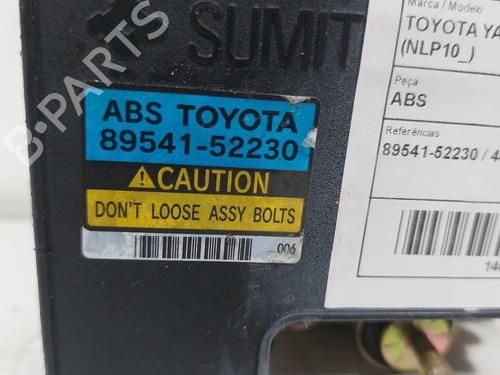 SUMIT
ABS TOYOTA
89541-52230
CAUTION
DON'T LOOSE ASSY BOLTS
006
Marca / Modelo
TOYOTA YA
(NLP10_)
Peça
ABS
Referências
89541-52230 / 4
14
B-PARTS